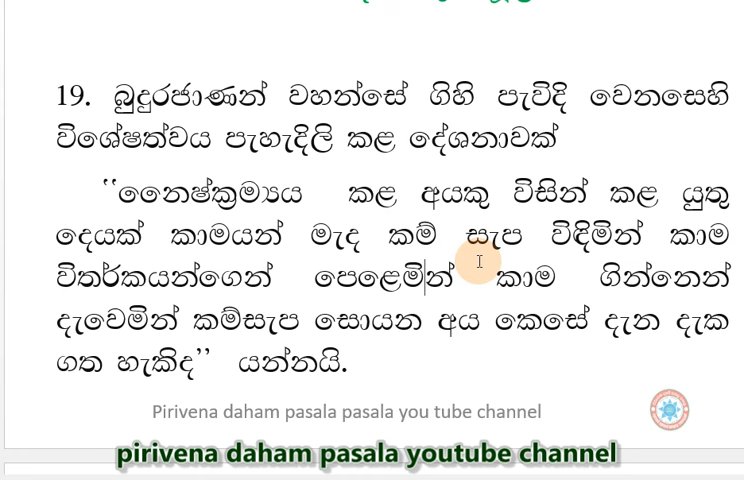 19. බුදුරජාණන් වහන්සේ ගිහි පැවිදි වෙනසෙහි
විශේෂත්වය පැහැදිලි කළ දේශනාවක්
‘‘නෛෂ්ක්‍රම්‍යය කළ අයකු විසින් කළ යුතු
දෙයක් කාමයන් මැද කම් සැප විඳිමින් කාම
විතර්කයන්ගෙන් පෙළෙමින් කාම ගින්නෙන්
දැවෙමින් කම්සැප සොයන අය කෙසේ දැන දැක
ගත හැකිද’’ යන්නයි.
Pirivena daham pasala pasala you tube channel
pirivena daham pasala youtube channel